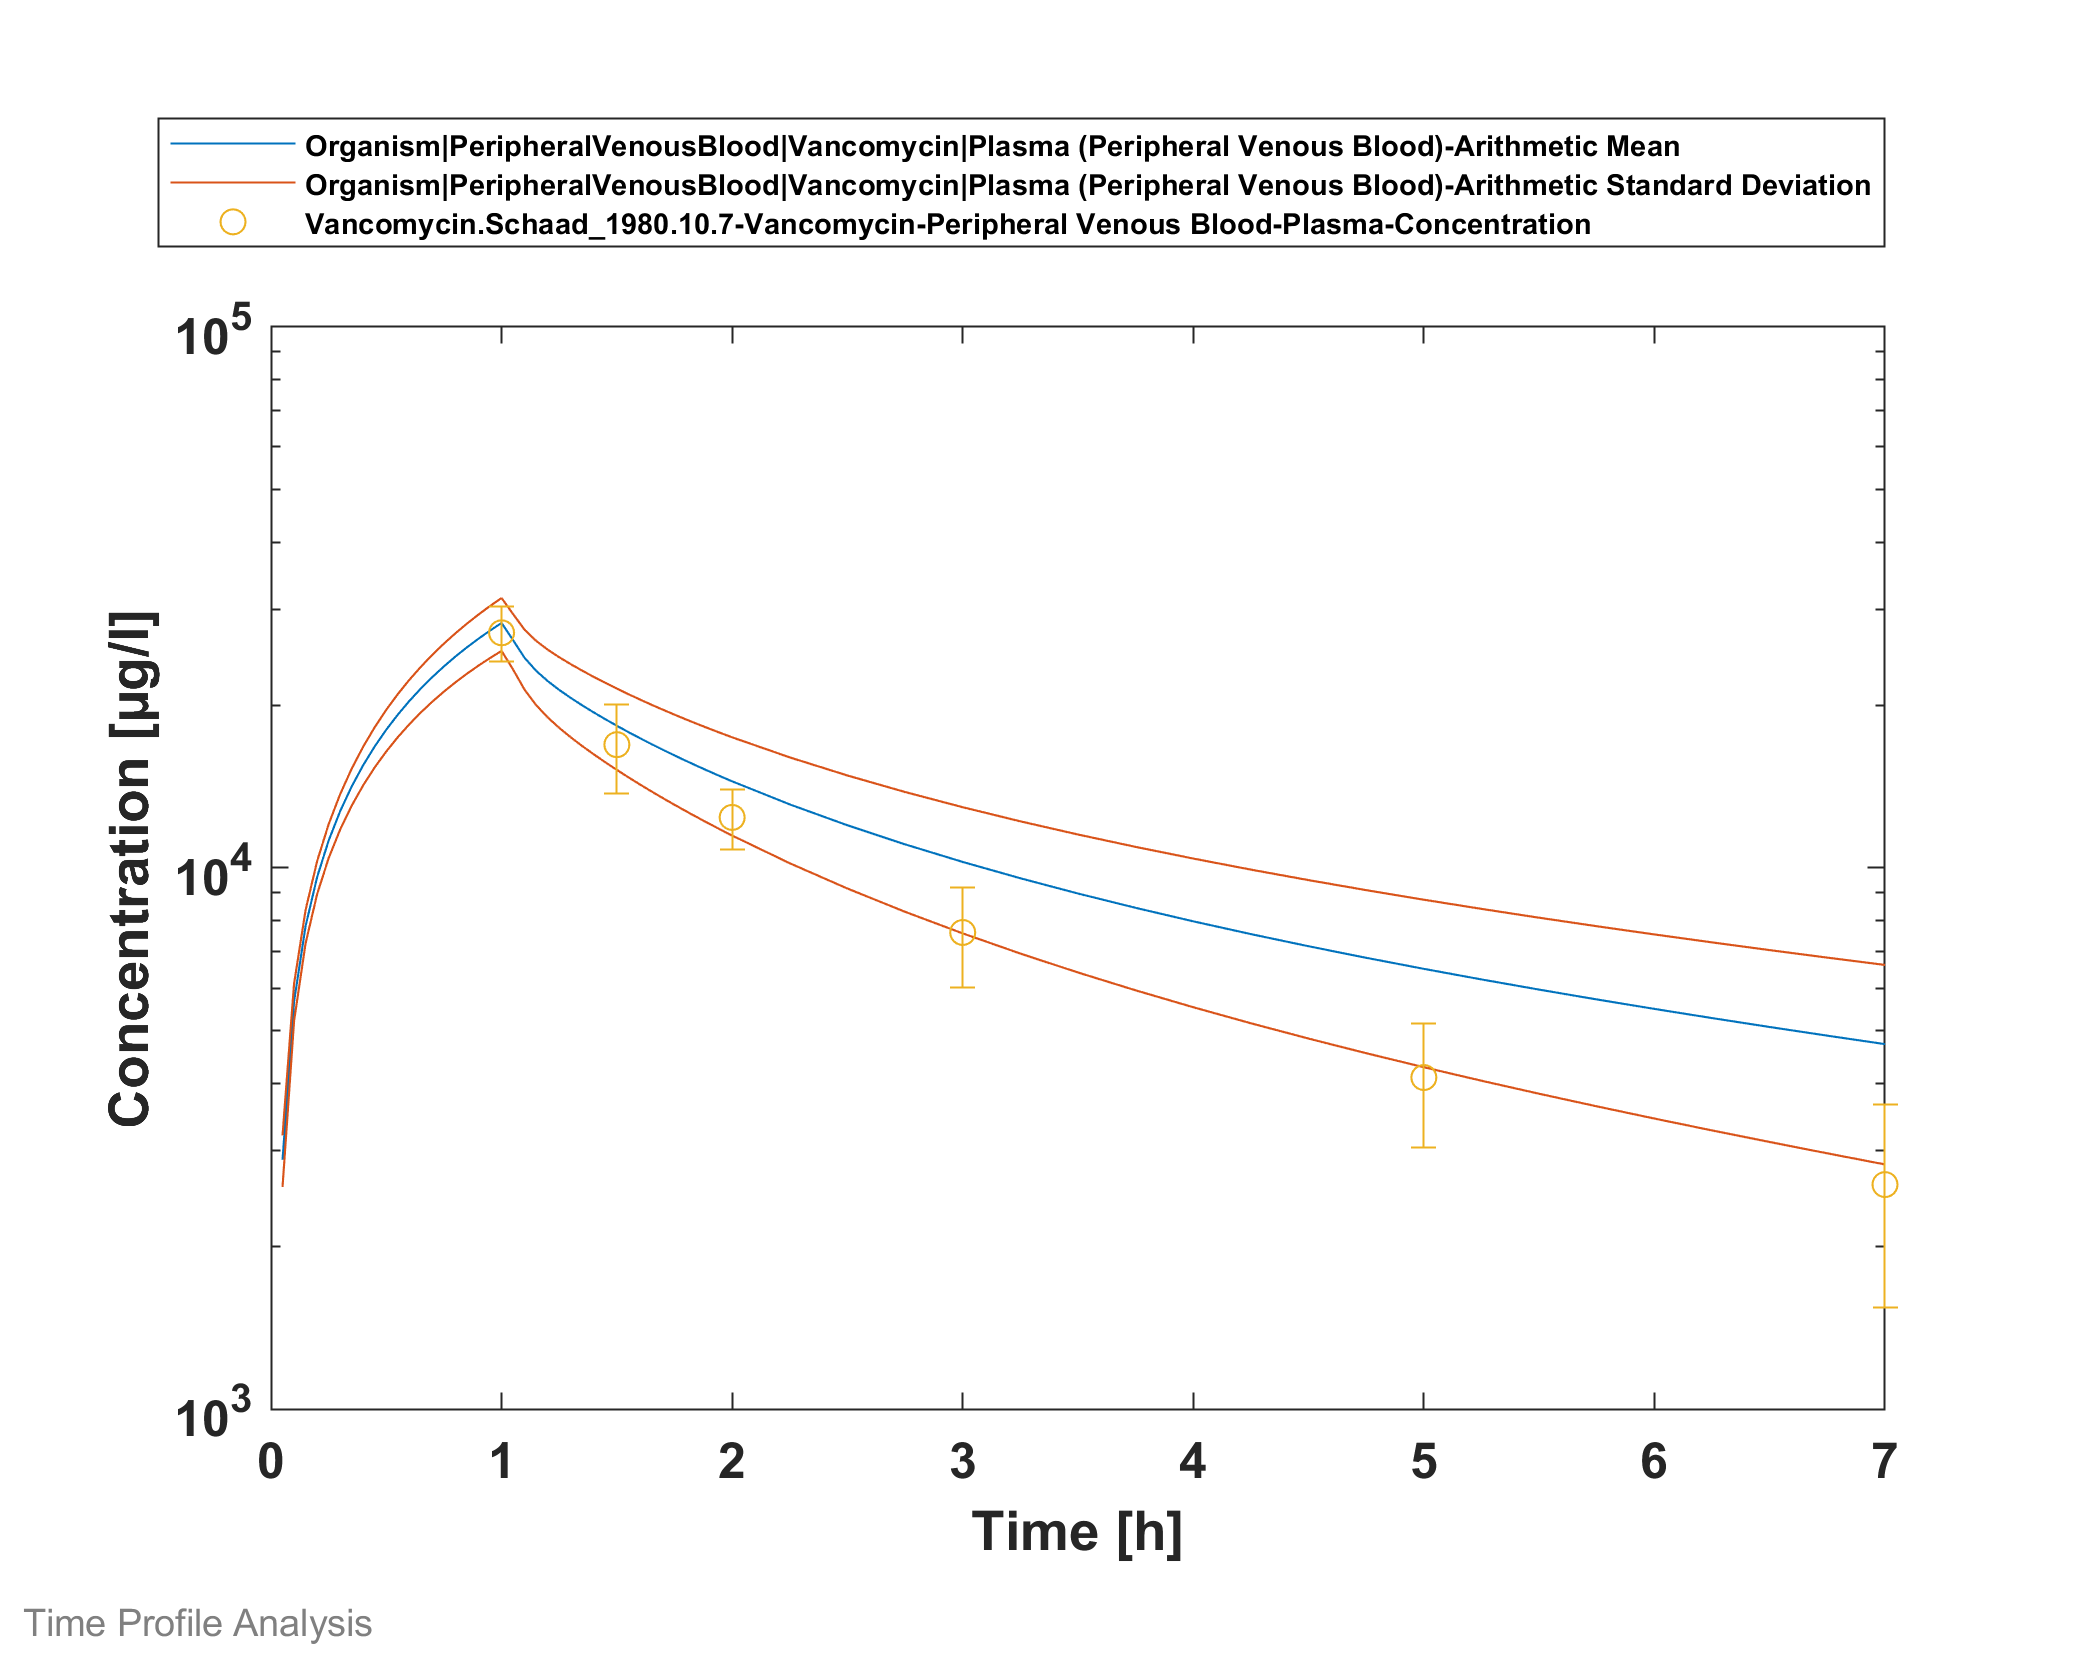 Organism|PeripheralVenousBlood|Vancomycin|Plasma (Peripheral Venous Blood)-Arithmetic Mean
Organism|PeripheralVenousBlood|Vancomycin|Plasma (Peripheral Venous Blood)-Arithmetic Standard Deviation
Vancomycin.Schaad_1980.10.7-Vancomycin-Peripheral Venous Blood-Plasma-Concentration
10^5
10^4
10^3
Concentration [µg/l]
0 1 2 3 4 5 6 7
Time [h]
Time Profile Analysis